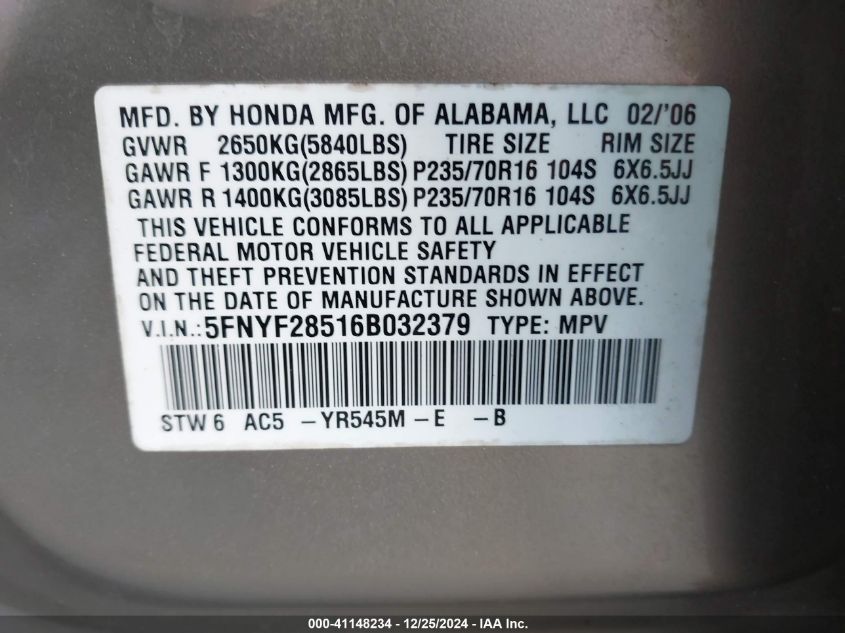 MFD. BY HONDA MFG. OF ALABAMA, LLC 02/'06
GVWR 2650KG(5840LBS) TIRE SIZE RIM SIZE
GAWR F 1300KG(2865LBS) P235/70R16 104S 6X6.5JJ
GAWR R 1400KG(3085LBS) P235/70R16 104S 6X6.5JJ
THIS VEHICLE CONFORMS TO ALL APPLICABLE
FEDERAL MOTOR VEHICLE SAFETY
AND THEFT PREVENTION STANDARDS IN EFFECT
ON THE DATE OF MANUFACTURE SHOWN ABOVE.
V.I.N.: 5FNYF28516B032379 TYPE: MPV
STW 6 AC5 -YR545M -E -B
000-41148234 - 12/25/2024 - IAA Inc.